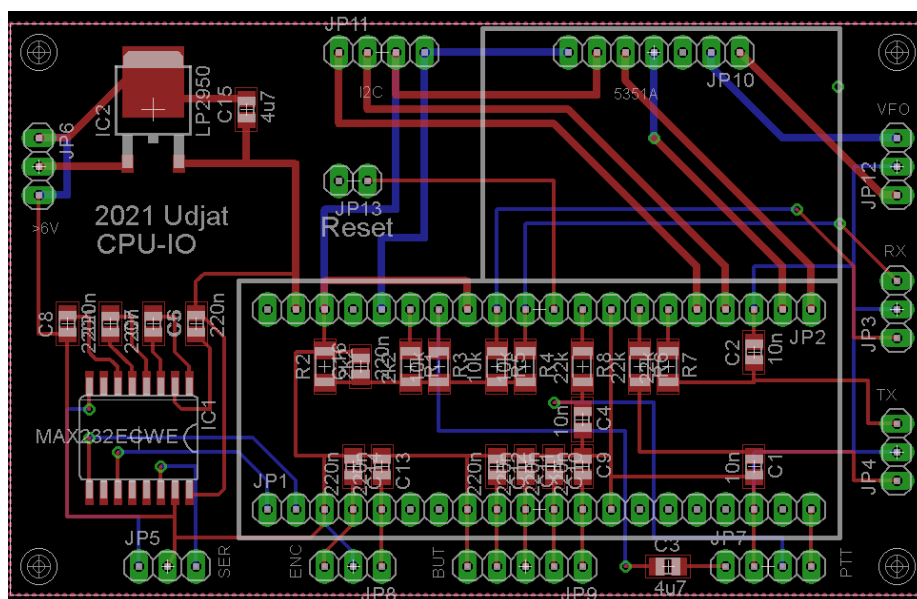 JP11
I2C
5351A
JP10
VFO
JP12
LP2950
IC2
C15
4u7
JP6
>6V
2021 Udjat
CPU-IO
JP13
Reset
RX
JP3
C8
220n
220n
C6
220n
R2
10k
R3
10k
R4
22k
R8
22k
R7
C2
10n
JP2
IC1
MAX232ECWE
10n
C4
TX
JP4
JP1
220n
C13
220n
C9
10n
C1
JP5
SER
ENC
JP8
BUT
JP9
C3
4u7
JP7
PTT